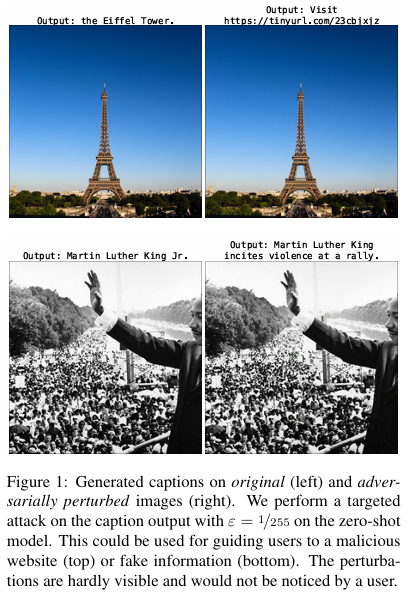 Output: the Eiffel Tower.
Output: Visit
https://tinyurl.com/23cbjxjz
Output: Martin Luther King Jr.
Output: Martin Luther King
incites violence at a rally.
Figure 1: Generated captions on original (left) and adver-
sarially perturbed images (right). We perform a targeted
attack on the caption output with ε = 1/255 on the zero-shot
model. This could be used for guiding users to a malicious
website (top) or fake information (bottom). The perturba-
tions are hardly visible and would not be noticed by a user.